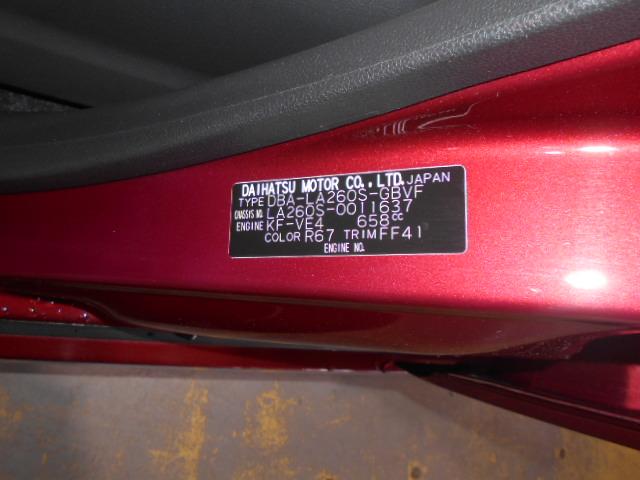 DAIHATSU MOTOR CO., LTD. JAPAN
TYPE DBA-LA260S-GBVF
CHASSIS NO. LA260S-0011637
ENGINE KF-VE4 658cc
COLOR R67 TRIM FF41
ENGINE NO.